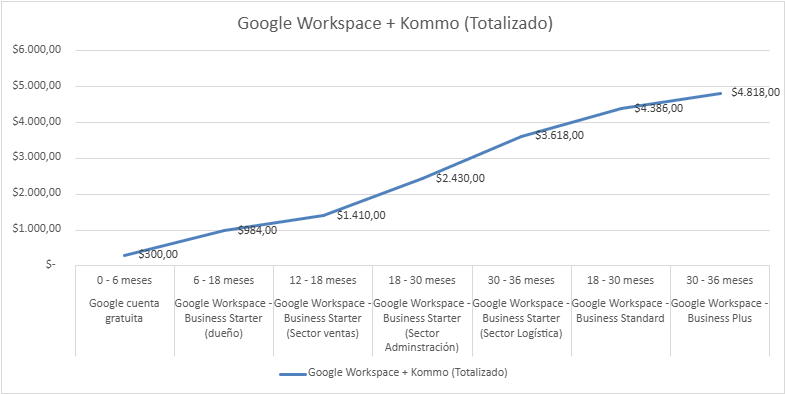 Google Workspace + Kommo (Totalizado)
$6.000,00
$5.000,00
$4.000,00
$3.000,00
$2.000,00
$1.000,00
$-
$300,00
$984,00
$1.410,00
$2.430,00
$3.618,00
$4.386,00
$4.818,00
0 - 6 meses
Google cuenta
gratuita
6 - 18 meses
Google Workspace -
Business Starter
(dueño)
12 - 18 meses
Google Workspace -
Business Starter
(Sector ventas)
18 - 30 meses
Google Workspace -
Business Starter
(Sector
Adminstración)
30 - 36 meses
Google Workspace -
Business Starter
(Sector Logística)
18 - 30 meses
Google Workspace -
Business Standard
30 - 36 meses
Google Workspace -
Business Plus
Google Workspace + Kommo (Totalizado)